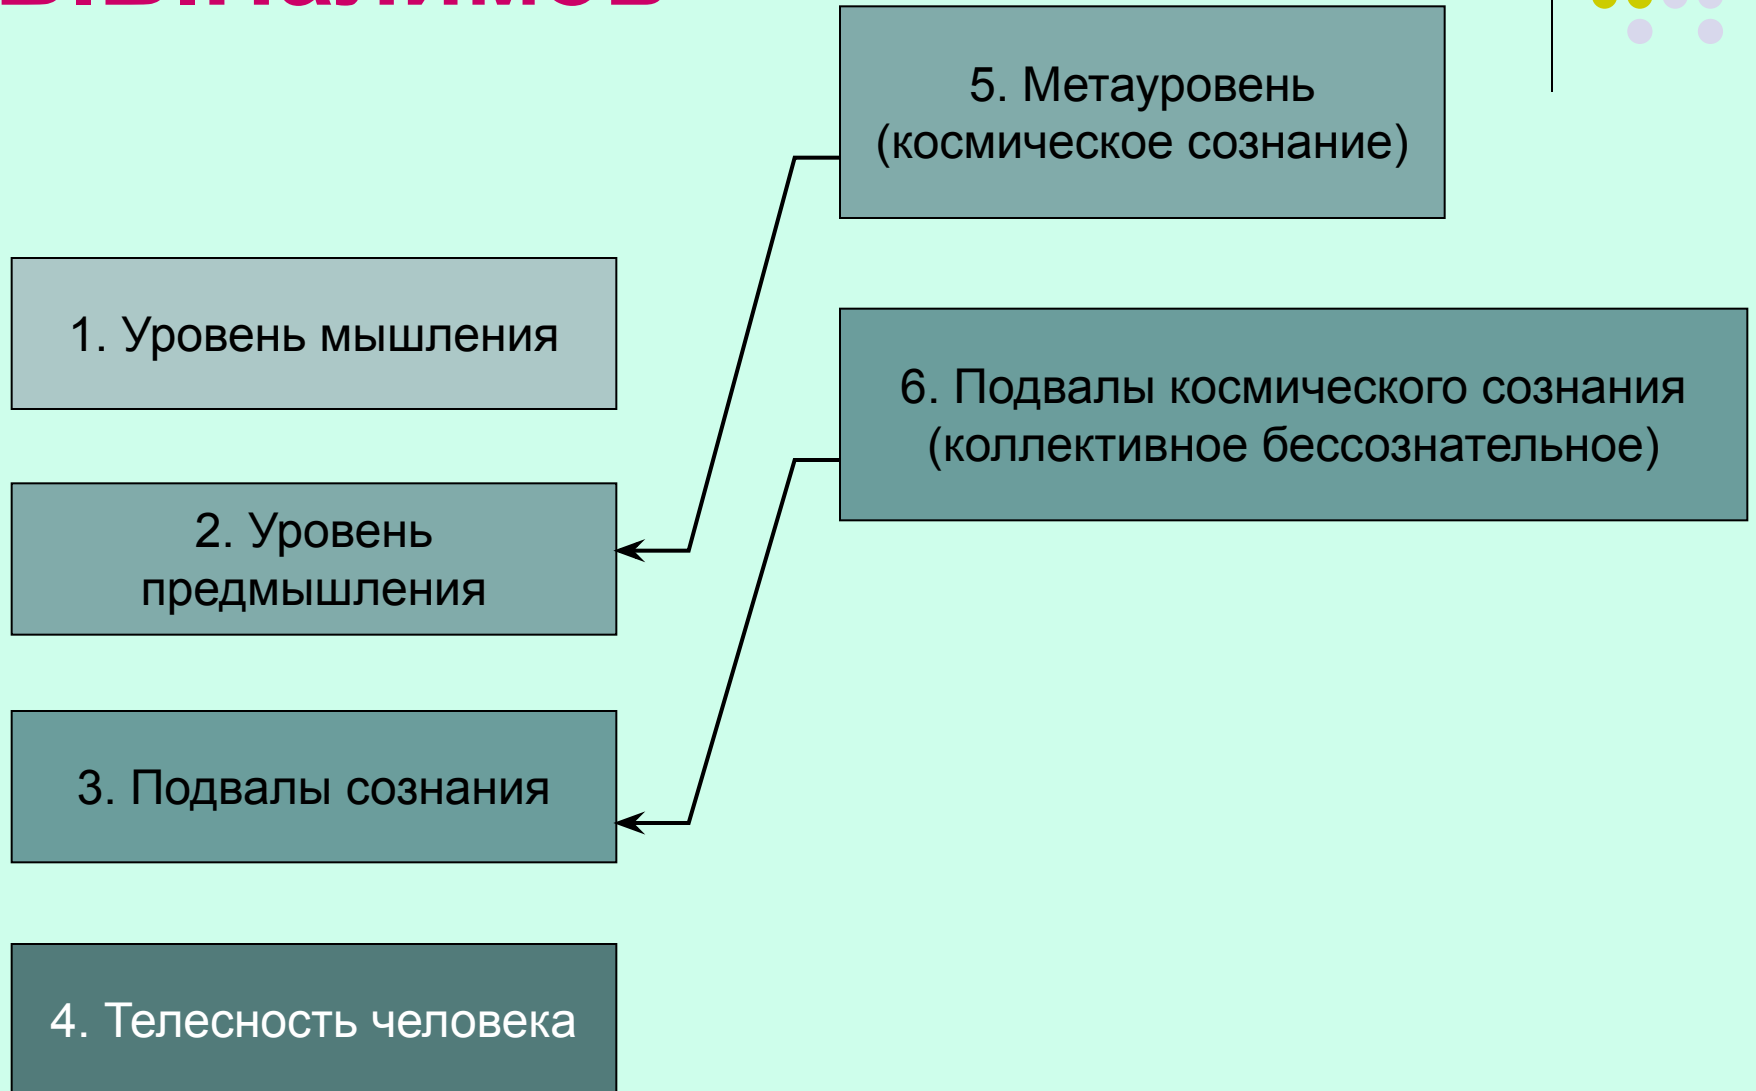 В.В.Налимов
5. Метауровень
(космическое сознание)
1. Уровень мышления
6. Подвалы космического сознания
(коллективное бессознательное)
2. Уровень
предмышления
3. Подвалы сознания
4. Телесность человека